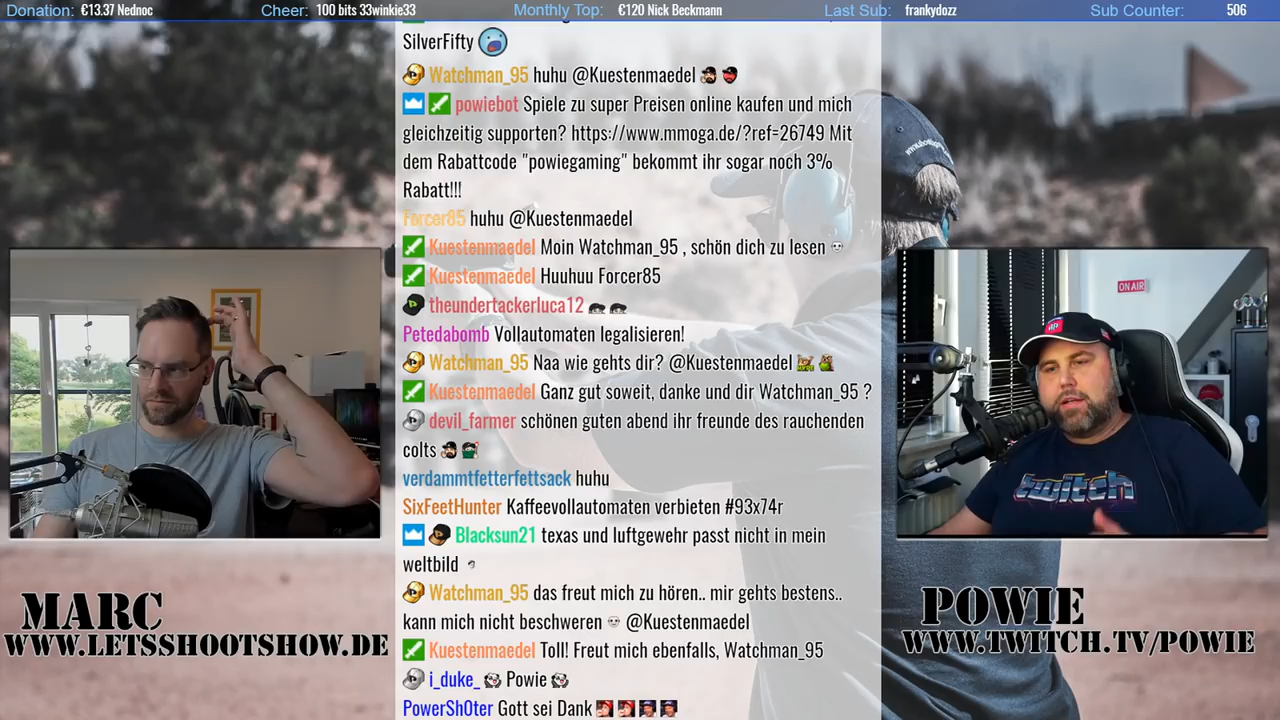 Donation: €13.37 Nednoc Cheer: 100 bits 33winkie33 Monthly Top: €120 Nick Beckmann Last Sub: frankydozz Sub Counter: 506
SilverFifty
Watchman_95 huhu @Kuestenmaedel
powiebot Spiele zu super Preisen online kaufen und mich
gleichzeitig supporten? https://www.mmoga.de/?ref=26749 Mit
dem Rabattcode "powiegaming" bekommt ihr sogar noch 3%
Rabatt!!!
Forcer85 huhu @Kuestenmaedel
Kuestenmaedel Moin Watchman_95 , schön dich zu lesen
Kuestenmaedel Huuhuu Forcer85
theundertackerluca12
Petedabomb Vollautomaten legalisieren!
Watchman_95 Naa wie gehts dir? @Kuestenmaedel
Kuestenmaedel Ganz gut soweit, danke und dir Watchman_95 ?
devil_farmer schönen guten abend ihr freunde des rauchenden
colts
verdammtfetterfettsack huhu
SixFeetHunter Kaffeevollautomaten verbieten #93x74r
Blacksun21 texas und luftgewehr passt nicht in mein
weltbild
Watchman_95 das freut mich zu hören.. mir gehts bestens..
kann mich nicht beschweren @Kuestenmaedel
Kuestenmaedel Toll! Freut mich ebenfalls, Watchman_95
i_duke_ Powie
PowerSh0ter Gott sei Dank
ON AIR
twitch
MARC
WWW.LETSSHOOTSHOW.DE
POWIE
WWW.TWITCH.TV/POWIE